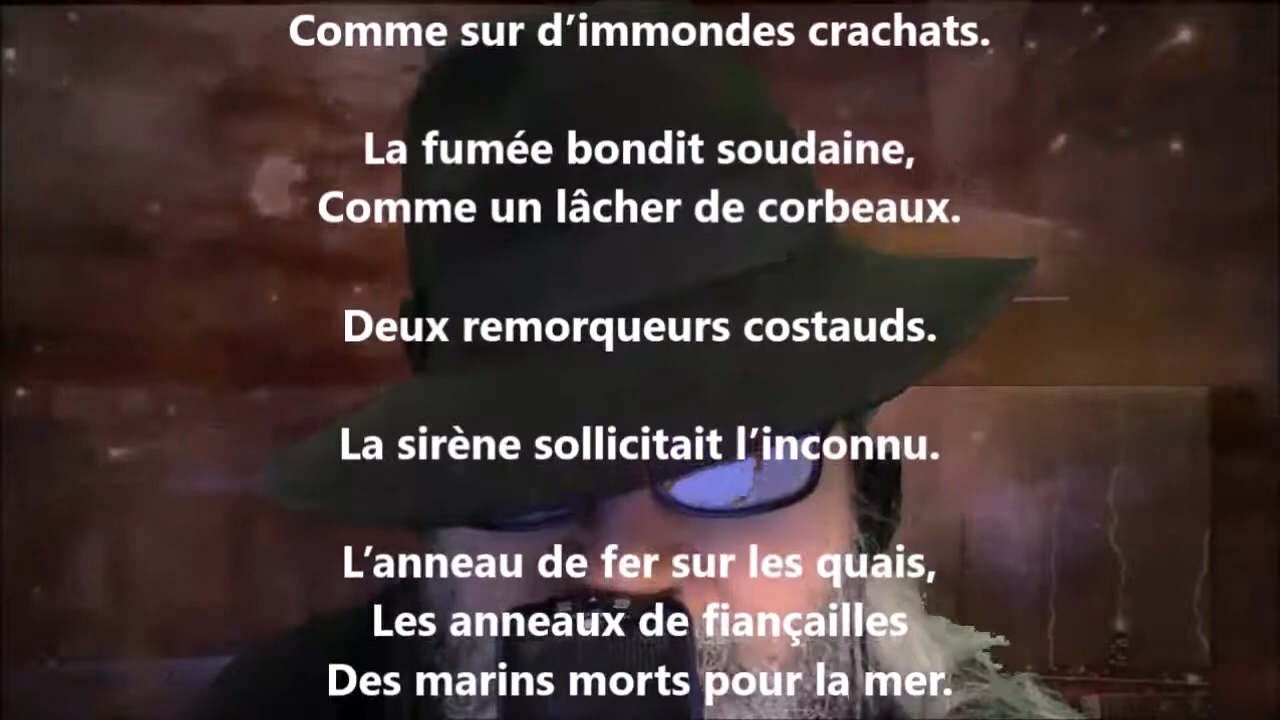 Comme sur d’immondes crachats.
La fumée bondit soudaine,
Comme un lâcher de corbeaux.
Deux remorqueurs costauds.
La sirène sollicitait l’inconnu.
L’anneau de fer sur les quais,
Les anneaux de fiançailles
Des marins morts pour la mer.